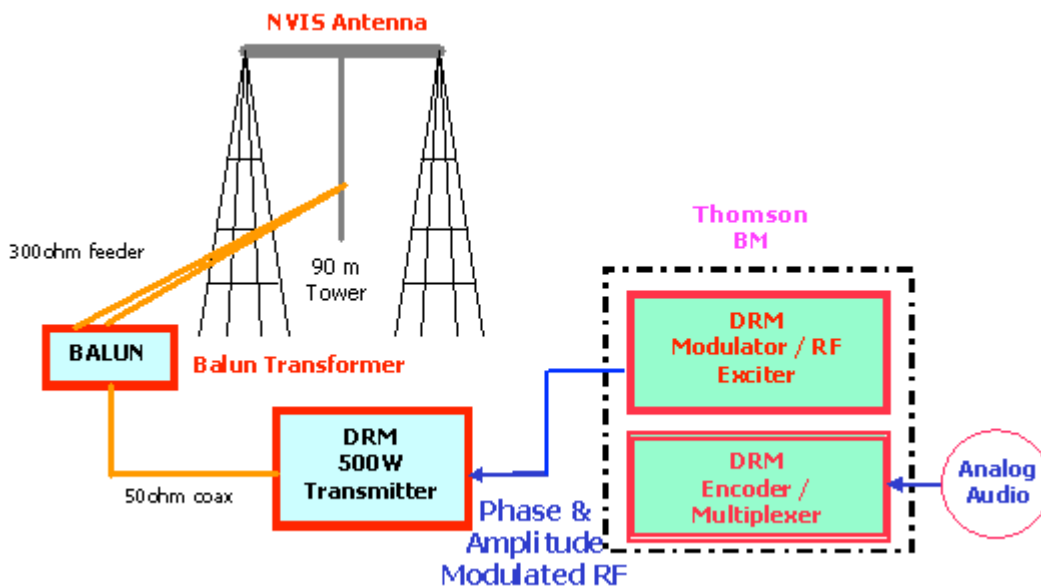 NVIS Antenna
300ohm feeder
90 m
Tower
BALUN
Balun Transformer
50ohm coax
DRM
500W
Transmitter
Phase &
Amplitude
Modulated RF
Thomson
BM
DRM
Modulator / RF
Exciter
DRM
Encoder /
Multiplexer
Analog
Audio